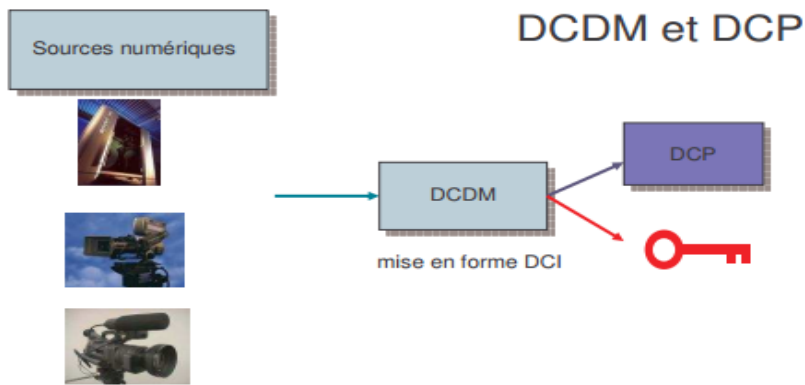 DCDM et DCP
Sources numériques
DCP
DCDM
mise en forme DCI